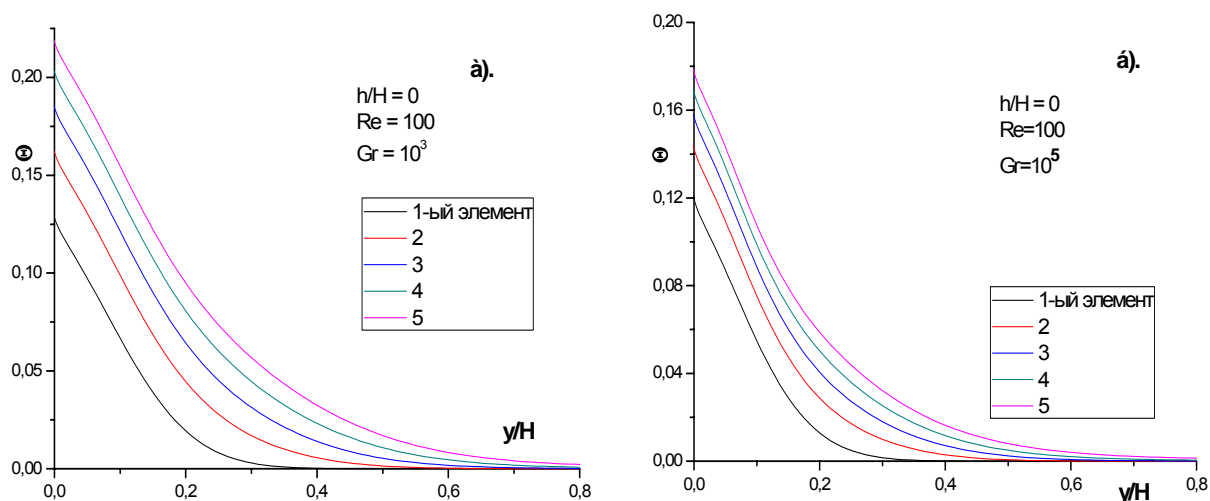 à).
h/H = 0
Re = 100
Gr = 10³
Θ
0,20
0,15
0,10
0,05
0,00
1-ый элемент
2
3
4
5
y/H
0,0 0,2 0,4 0,6 0,8
á).
h/H = 0
Re=100
Gr=10⁵
Θ
0,20
0,16
0,12
0,08
0,04
0,00
1-ый элемент
2
3
4
5
0,0 0,2 0,4 0,6 0,8
y/H